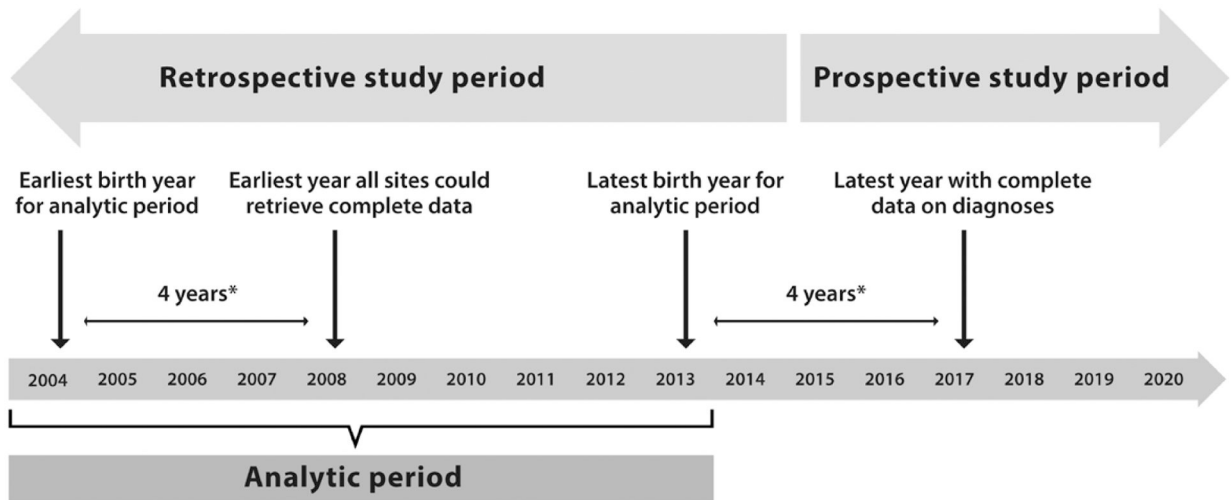 Retrospective study period
Prospective study period
Earliest birth year
for analytic period
Earliest year all sites could
retrieve complete data
Latest birth year for
analytic period
Latest year with complete
data on diagnoses
4 years*
4 years*
2004 2005 2006 2007 2008 2009 2010 2011 2012 2013 2014 2015 2016 2017 2018 2019 2020
Analytic period